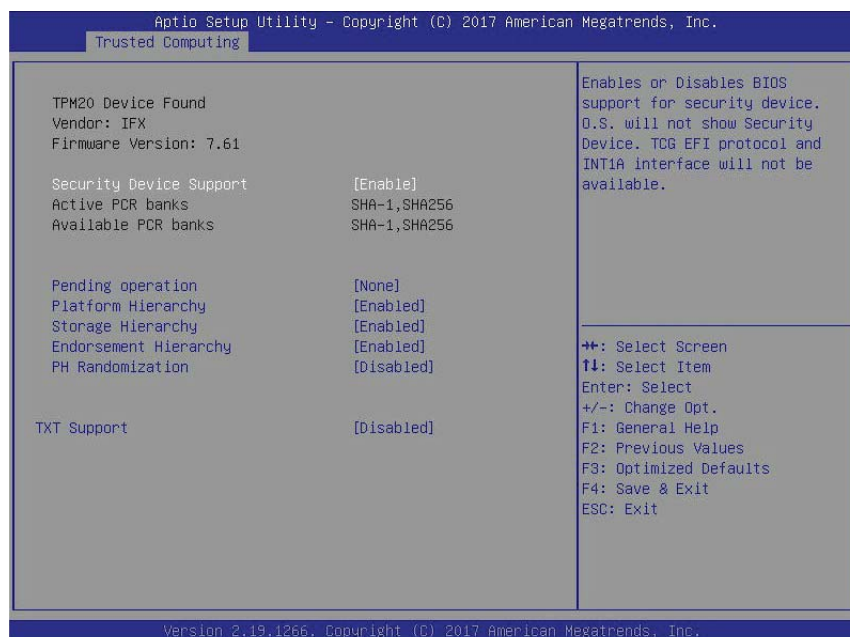 Aptio Setup Utility – Copyright (C) 2017 American Megatrends, Inc.
Trusted Computing
TPM20 Device Found
Vendor: IFX
Firmware Version: 7.61
Security Device Support [Enable]
Active PCR banks SHA-1,SHA256
Available PCR banks SHA-1,SHA256
Pending operation [None]
Platform Hierarchy [Enabled]
Storage Hierarchy [Enabled]
Endorsement Hierarchy [Enabled]
PH Randomization [Disabled]
TXT Support [Disabled]
Enables or Disables BIOS
support for security device.
O.S. will not show Security
Device. TCG EFI protocol and
INT1A interface will not be
available.
→←: Select Screen
↑↓: Select Item
Enter: Select
+/-: Change Opt.
F1: General Help
F2: Previous Values
F3: Optimized Defaults
F4: Save & Exit
ESC: Exit
Version 2.19.1266. Copyright (C) 2017 American Megatrends, Inc.